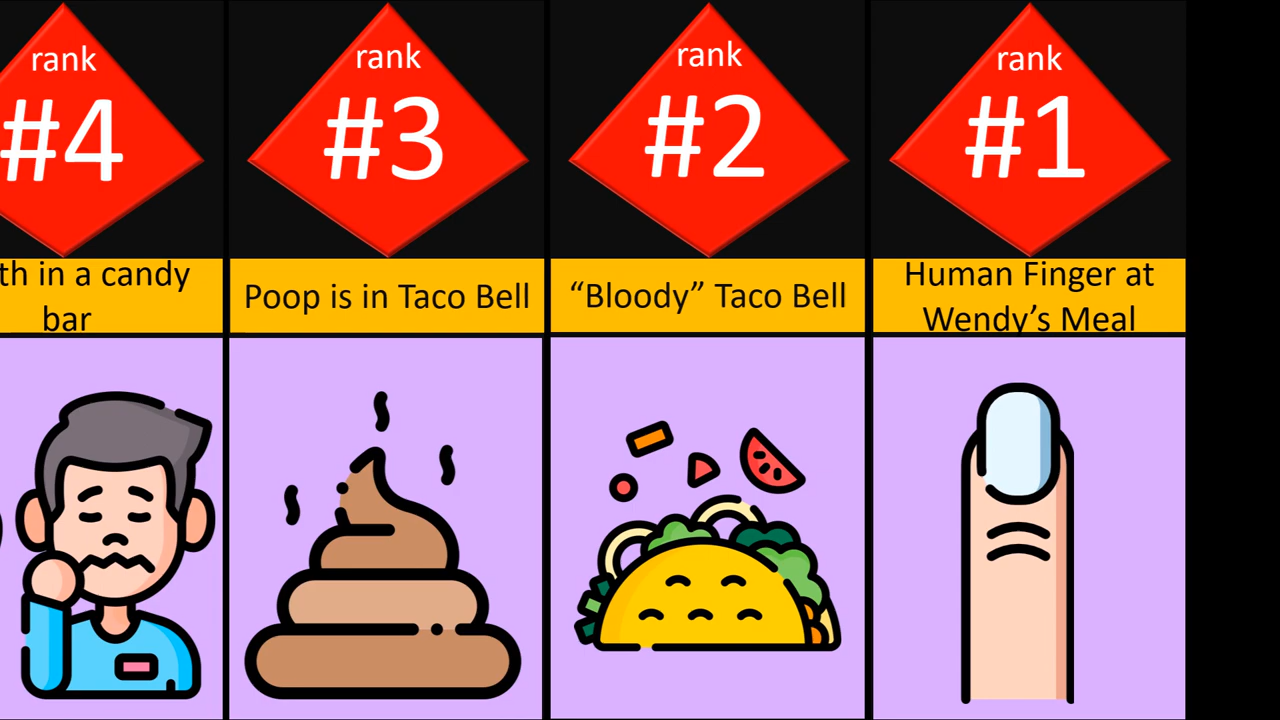 rank
#4
th in a candy
bar
rank
#3
Poop is in Taco Bell
rank
#2
“Bloody” Taco Bell
rank
#1
Human Finger at
Wendy’s Meal